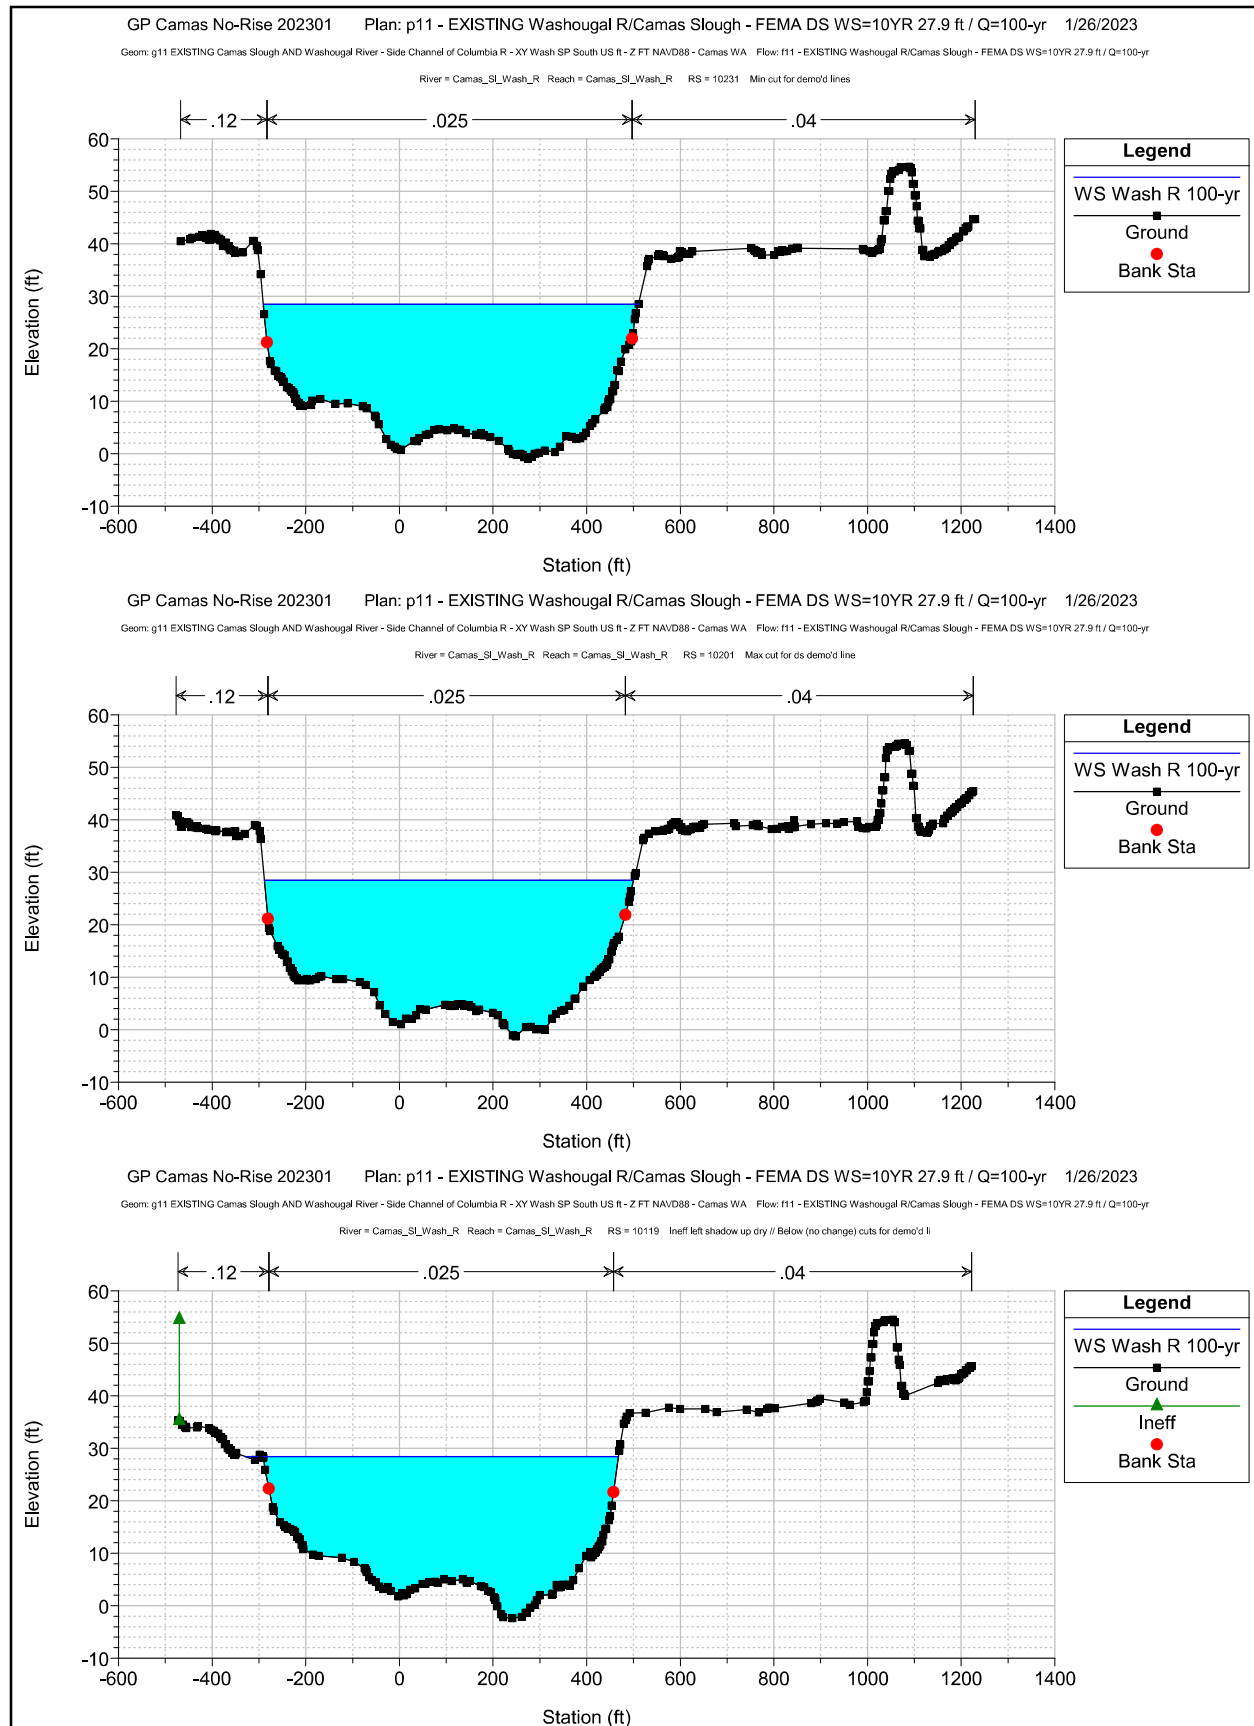 GP Camas No-Rise 202301 Plan: p11 - EXISTING Washougal R/Camas Slough - FEMA DS WS=10YR 27.9 ft / Q=100-yr 1/26/2023
Geom: g11 EXISTING Camas Slough AND Washougal River - Side Channel of Columbia R - XY Wash SP South US ft - Z FT NAVD88 - Camas WA Flow: f11 - EXISTING Washougal R/Camas Slough - FEMA DS WS=10YR 27.9 ft / Q=100-yr
River = Camas_Sl_Wash_R Reach = Camas_Sl_Wash_R RS = 10231 Min cut for demo'd lines
.12 .025 .04
60
50
40
30
20
10
0
-10
Elevation (ft)
-600 -400 -200 0 200 400 600 800 1000 1200 1400
Station (ft)
Legend
WS Wash R 100-yr
Ground
Bank Sta
GP Camas No-Rise 202301 Plan: p11 - EXISTING Washougal R/Camas Slough - FEMA DS WS=10YR 27.9 ft / Q=100-yr 1/26/2023
Geom: g11 EXISTING Camas Slough AND Washougal River - Side Channel of Columbia R - XY Wash SP South US ft - Z FT NAVD88 - Camas WA Flow: f11 - EXISTING Washougal R/Camas Slough - FEMA DS WS=10YR 27.9 ft / Q=100-yr
River = Camas_Sl_Wash_R Reach = Camas_Sl_Wash_R RS = 10201 Max cut for ds demo'd line
.12 .025 .04
60
50
40
30
20
10
0
-10
Elevation (ft)
-600 -400 -200 0 200 400 600 800 1000 1200 1400
Station (ft)
Legend
WS Wash R 100-yr
Ground
Bank Sta
GP Camas No-Rise 202301 Plan: p11 - EXISTING Washougal R/Camas Slough - FEMA DS WS=10YR 27.9 ft / Q=100-yr 1/26/2023
Geom: g11 EXISTING Camas Slough AND Washougal River - Side Channel of Columbia R - XY Wash SP South US ft - Z FT NAVD88 - Camas WA Flow: f11 - EXISTING Washougal R/Camas Slough - FEMA DS WS=10YR 27.9 ft / Q=100-yr
River = Camas_Sl_Wash_R Reach = Camas_Sl_Wash_R RS = 10119 Ineff left shadow up dry // Below (no change) cuts for demo'd li
.12 .025 .04
60
50
40
30
20
10
0
-10
Elevation (ft)
-600 -400 -200 0 200 400 600 800 1000 1200 1400
Station (ft)
Legend
WS Wash R 100-yr
Ground
Ineff
Bank Sta